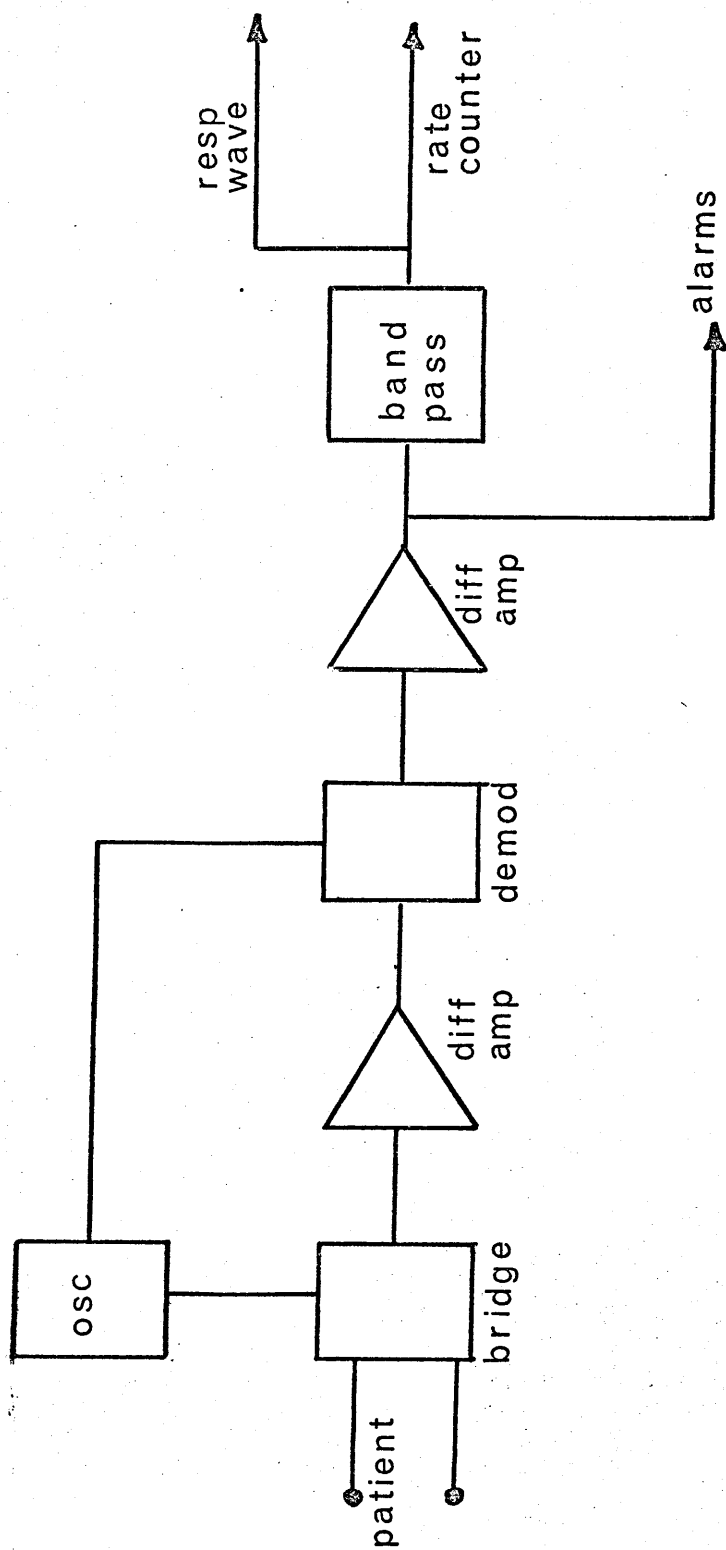 osc
patient
bridge
diff
amp
demod
diff
amp
band
pass
resp
wave
rate
counter
alarms